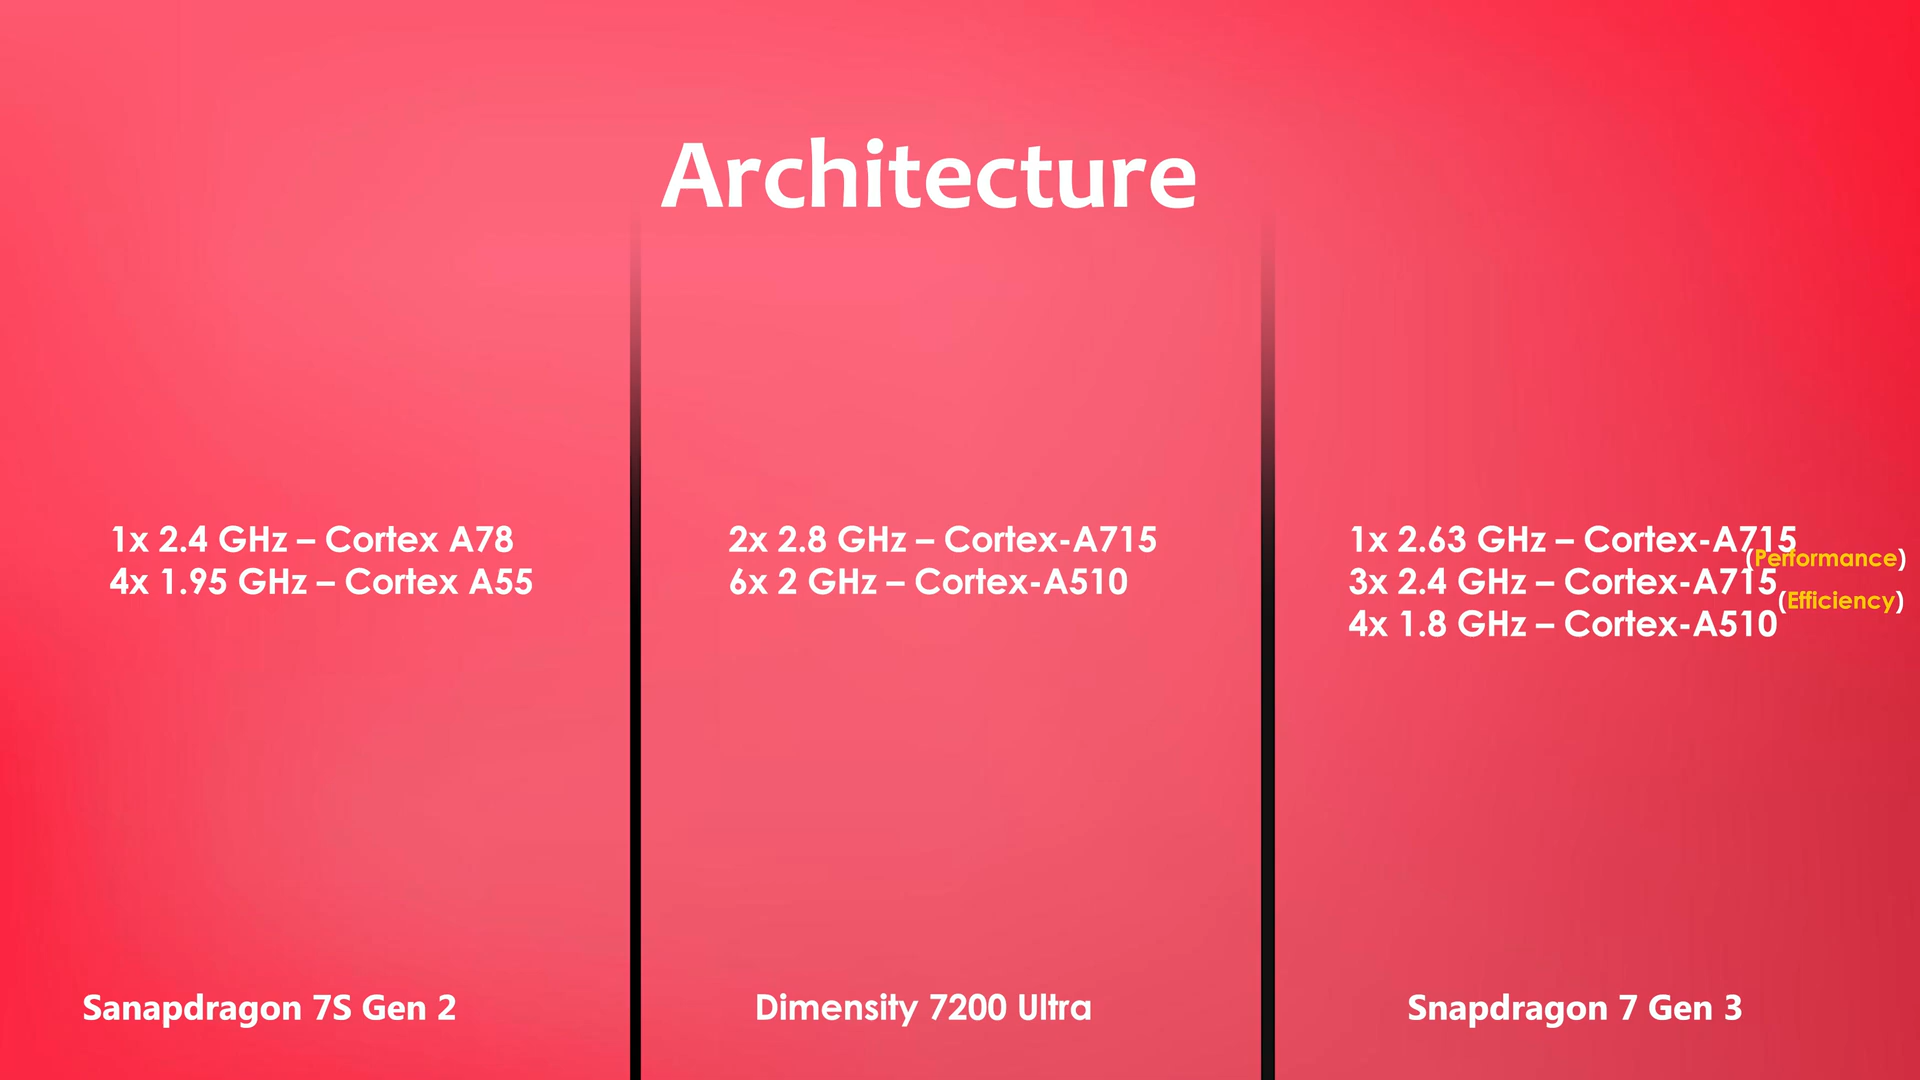 Architecture
1x 2.4 GHz – Cortex A78
4x 1.95 GHz – Cortex A55
2x 2.8 GHz – Cortex-A715
6x 2 GHz – Cortex-A510
1x 2.63 GHz – Cortex-A715
(Performance)
3x 2.4 GHz – Cortex-A715
(Efficiency)
4x 1.8 GHz – Cortex-A510
Sanapdragon 7S Gen 2
Dimensity 7200 Ultra
Snapdragon 7 Gen 3